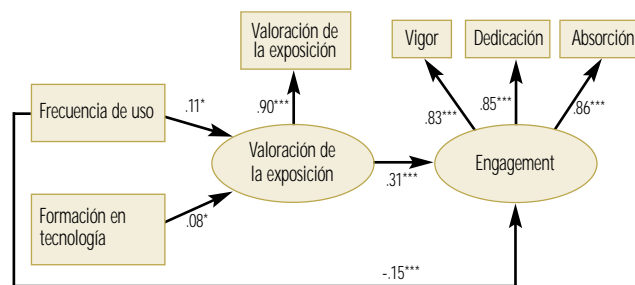 Valoración de
la exposición
Vigor
Dedicación
Absorción
Frecuencia de uso
.11*
.90***
.83***
.85***
.86***
Valoración de
la exposición
.31***
Engagement
Formación en
tecnología
.08*
-.15***